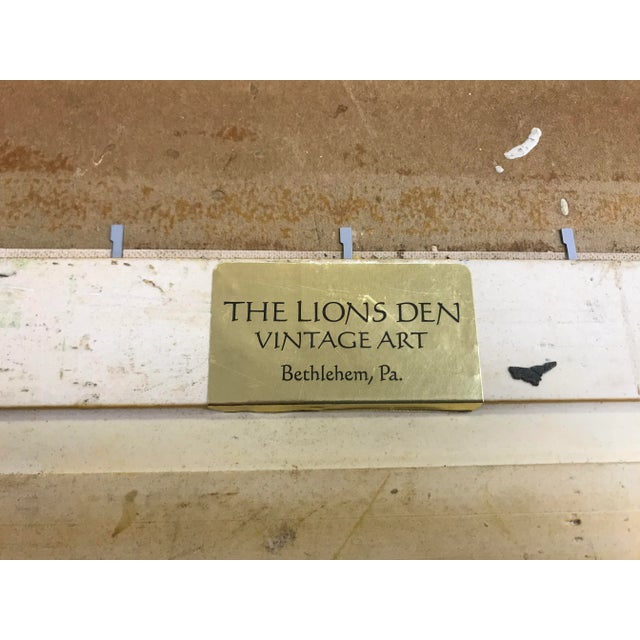 THE LIONS DEN
VINTAGE ART
Bethlehem, Pa.